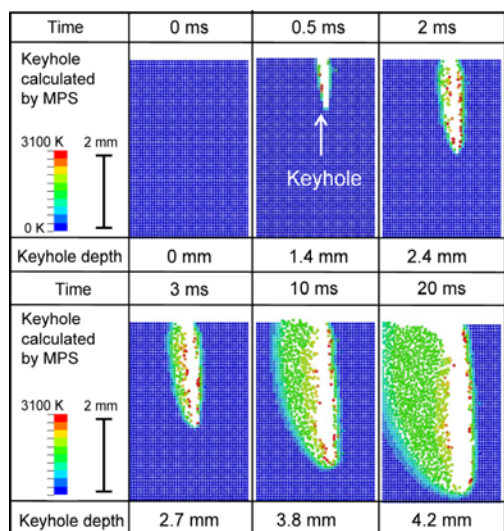 Time 0 ms 0.5 ms 2 ms
Keyhole
calculated
by MPS
3100 K 2 mm
0 K
Keyhole
Keyhole depth 0 mm 1.4 mm 2.4 mm
Time 3 ms 10 ms 20 ms
Keyhole
calculated
by MPS
3100 K 2 mm
0 K
Keyhole depth 2.7 mm 3.8 mm 4.2 mm